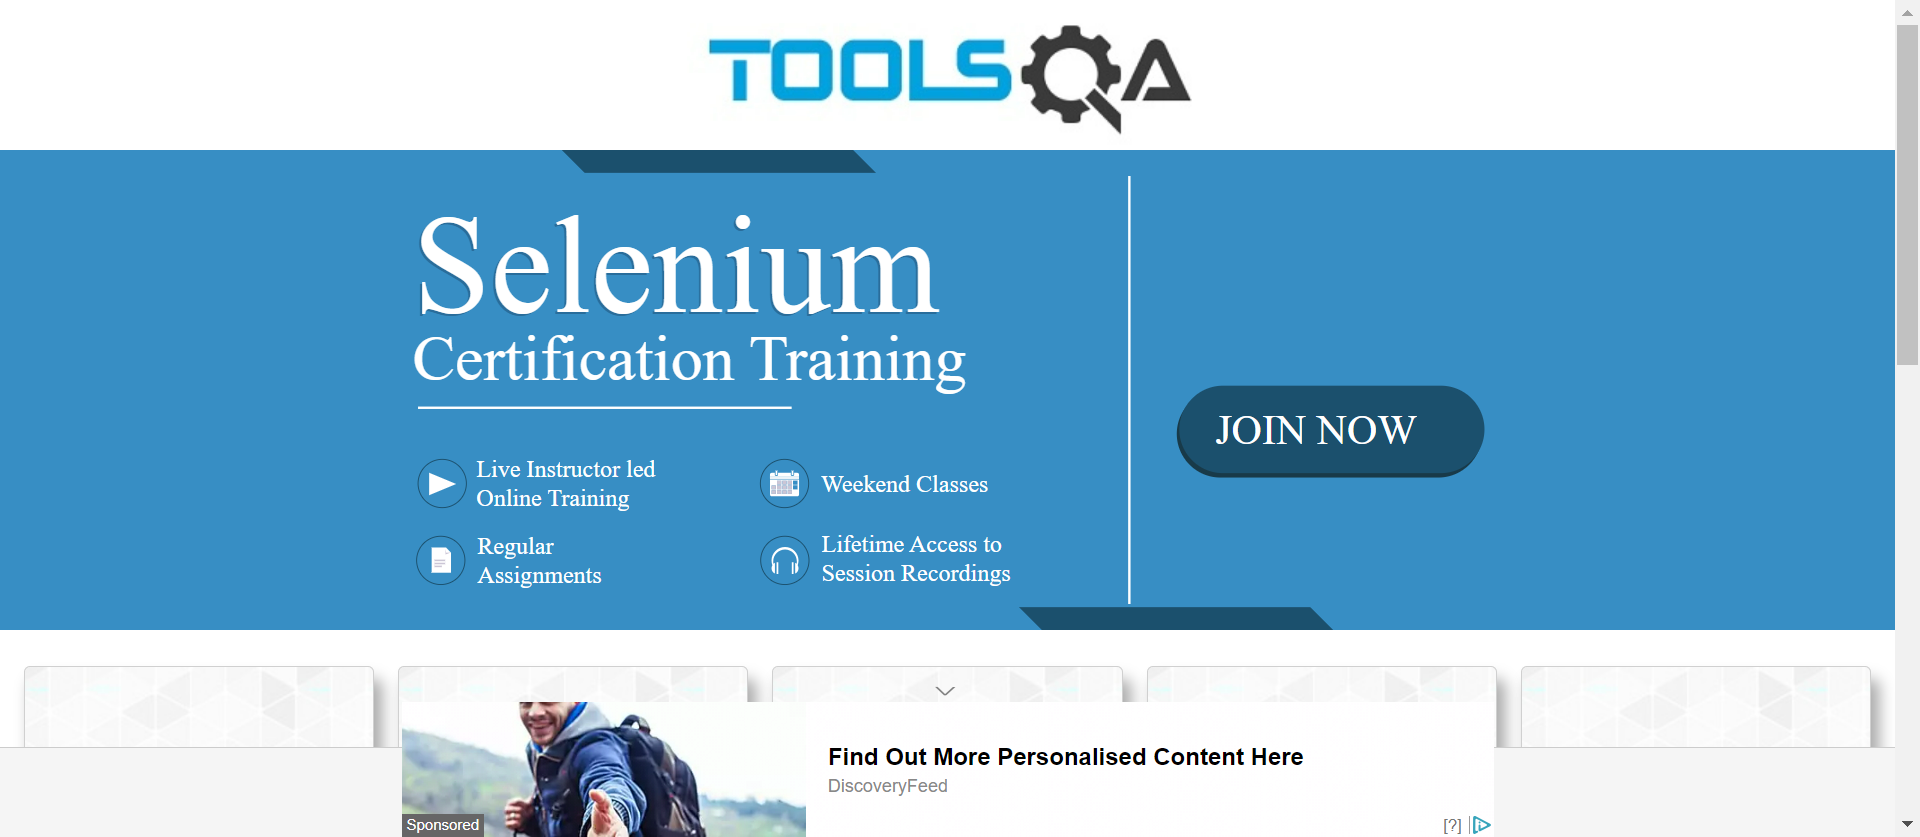 TOOLSQA
Selenium
Certification Training
Live Instructor led
Online Training
Weekend Classes
Regular
Assignments
Lifetime Access to
Session Recordings
JOIN NOW
Find Out More Personalised Content Here
DiscoveryFeed
Sponsored
[?]